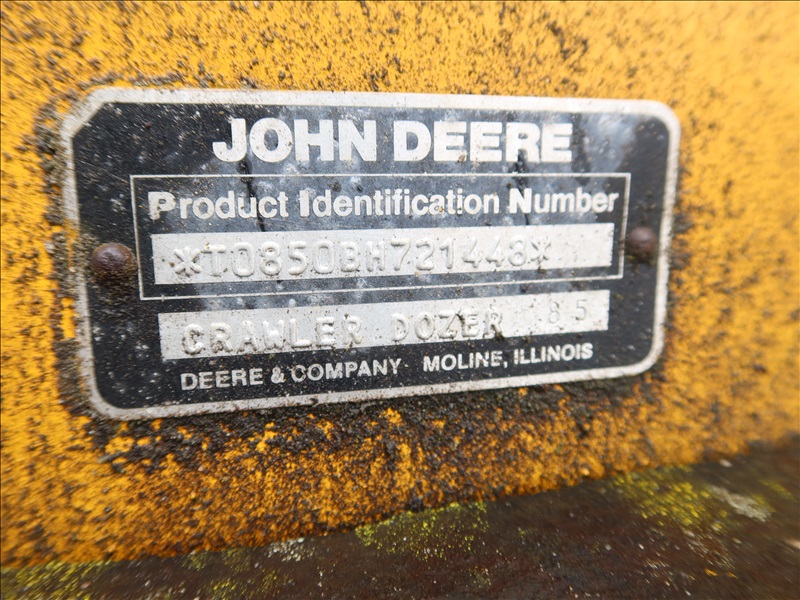 JOHN DEERE
Product Identification Number
*T0850BH721448*
CRAWLER DOZER 85
DEERE & COMPANY MOLINE, ILLINOIS